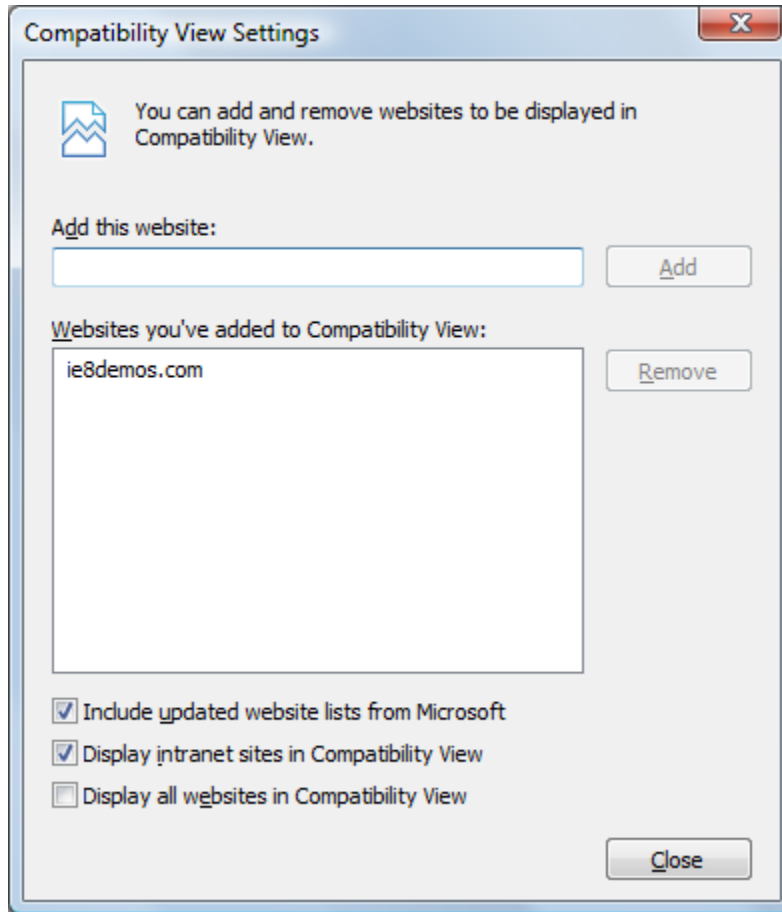 Compatibility View Settings
You can add and remove websites to be displayed in
Compatibility View.
Add this website:
Add
Websites you've added to Compatibility View:
ie8demos.com
Remove
Include updated website lists from Microsoft
Display intranet sites in Compatibility View
Display all websites in Compatibility View
Close